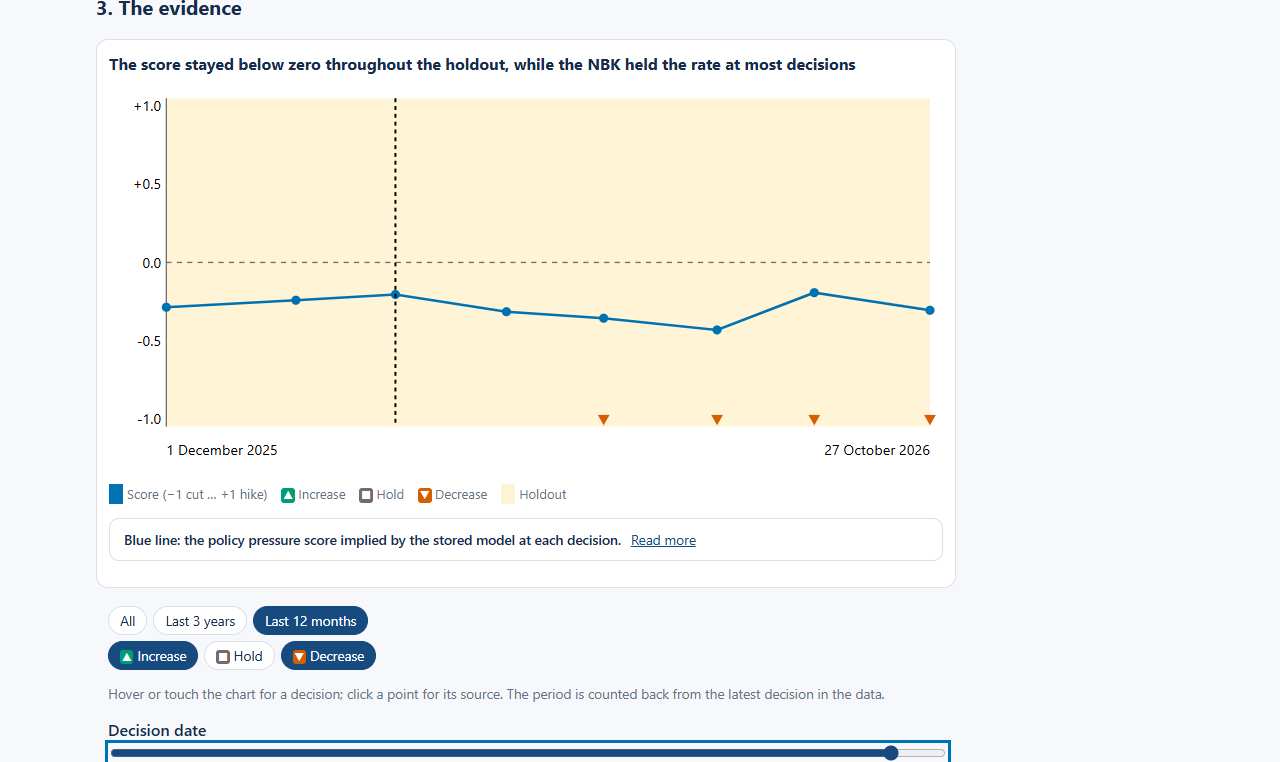 3. The evidence
The score stayed below zero throughout the holdout, while the NBK held the rate at most decisions
+1.0
+0.5
0.0
-0.5
-1.0
1 December 2025 27 October 2026
Score (−1 cut … +1 hike) Increase Hold Decrease Holdout
Blue line: the policy pressure score implied by the stored model at each decision. Read more
All Last 3 years Last 12 months
Increase Hold Decrease
Hover or touch the chart for a decision; click a point for its source. The period is counted back from the latest decision in the data.
Decision date